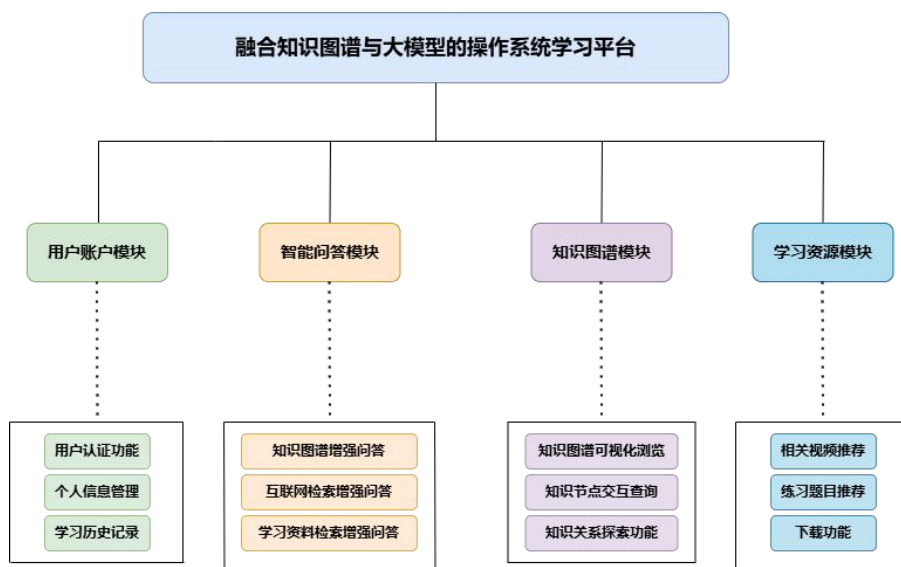 融合知识图谱与大模型的操作系统学习平台
用户账户模块
智能问答模块
知识图谱模块
学习资源模块
用户认证功能
个人信息管理
学习历史记录
知识图谱增强问答
互联网检索增强问答
学习资料检索增强问答
知识图谱可视化浏览
知识节点交互查询
知识关系探索功能
相关视频推荐
练习题目推荐
下载功能